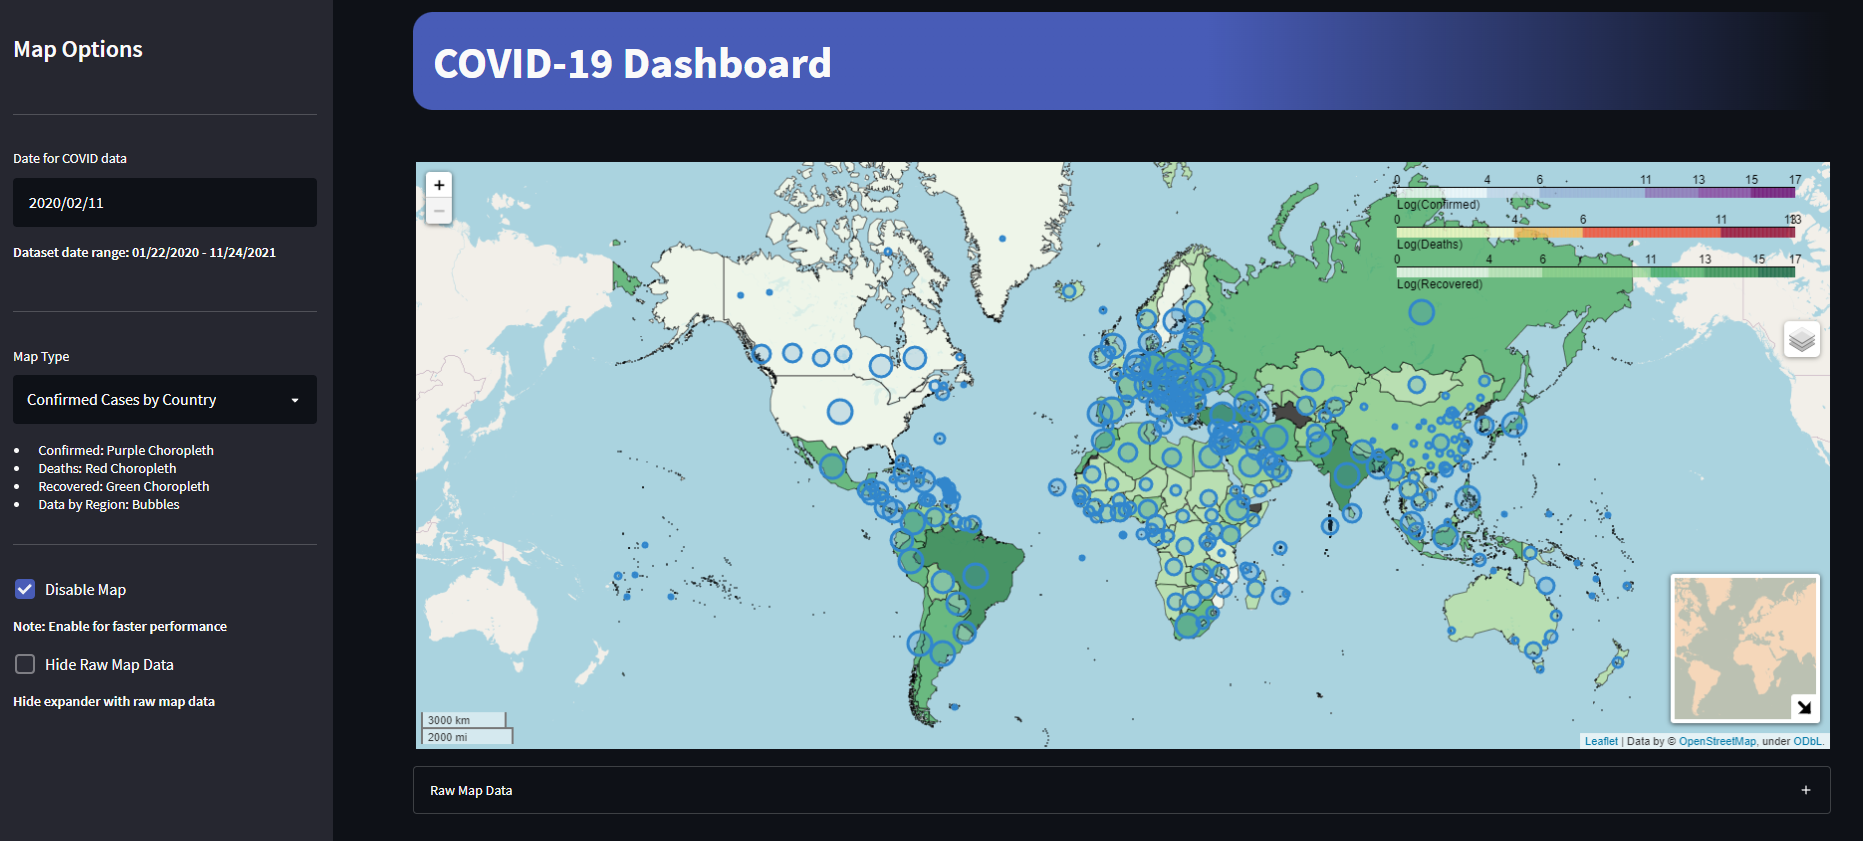 Map Options
Date for COVID data
2020/02/11
Dataset date range: 01/22/2020 - 11/24/2021
Map Type
Confirmed Cases by Country
Confirmed: Purple Choropleth
Deaths: Red Choropleth
Recovered: Green Choropleth
Data by Region: Bubbles
Disable Map
Note: Enable for faster performance
Hide Raw Map Data
Hide expander with raw map data
COVID-19 Dashboard
+
−
0 4 6 11 13 15 17
Log(Confirmed)
0 4 6 11 13
Log(Deaths)
0 4 6 11 13 15 17
Log(Recovered)
3000 km
2000 mi
Leaflet | Data by © OpenStreetMap, under ODbL.
Raw Map Data
+